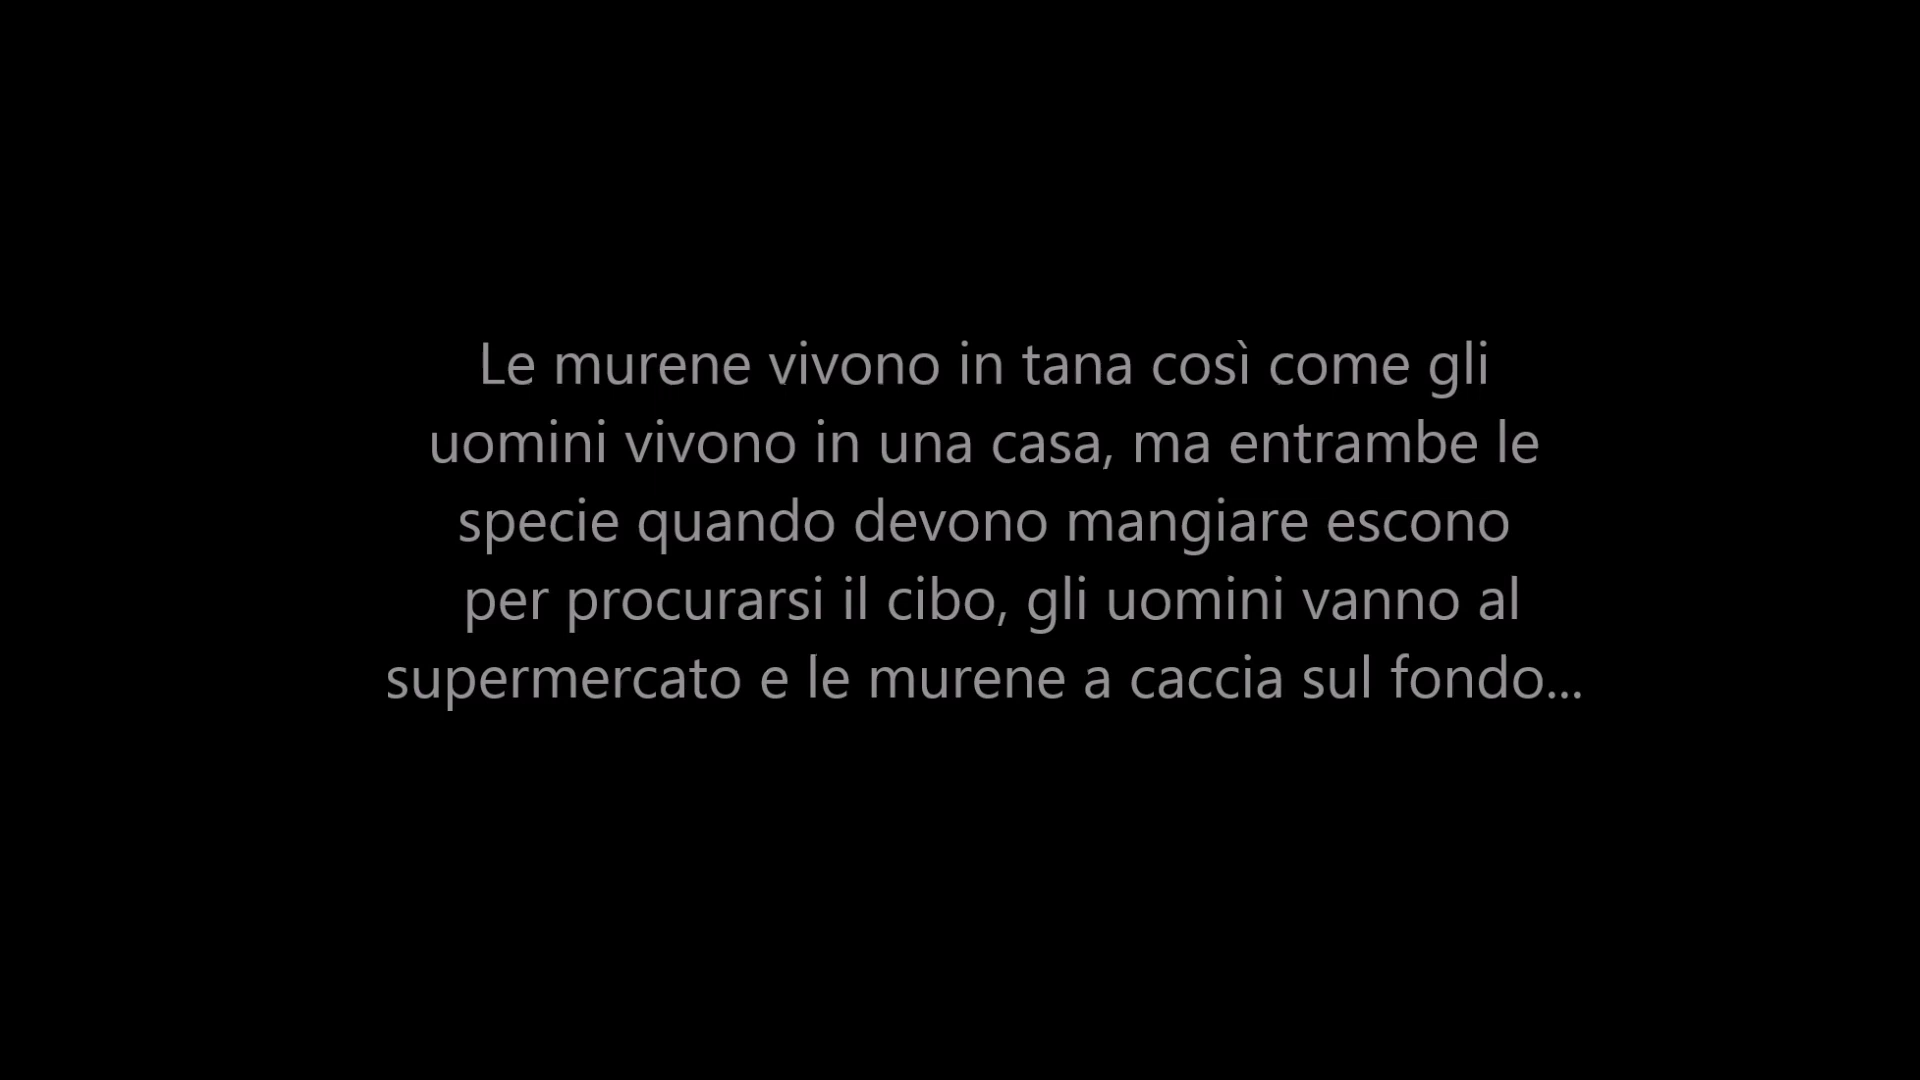 Le murene vivono in tana così come gli
uomini vivono in una casa, ma entrambe le
specie quando devono mangiare escono
per procurarsi il cibo, gli uomini vanno al
supermercato e le murene a caccia sul fondo...